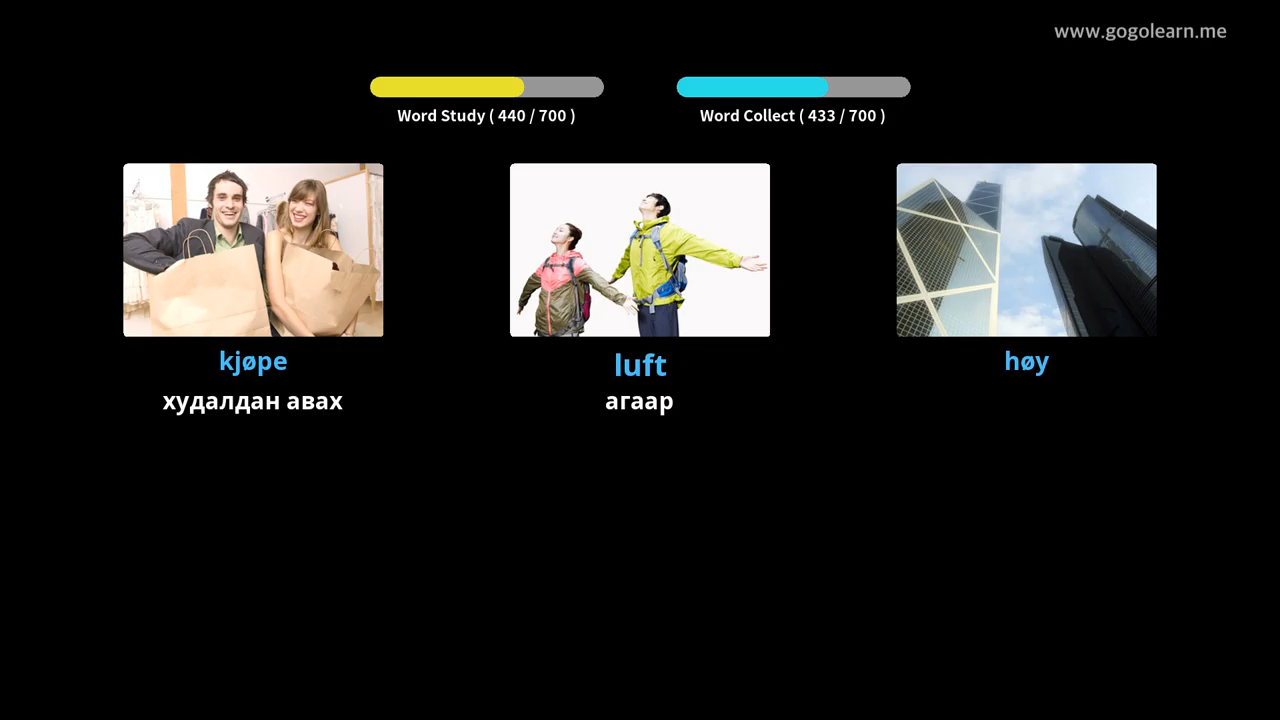 www.gogolearn.me
Word Study ( 440 / 700 )
Word Collect ( 433 / 700 )
kjøpe
luft
høy
худалдан авах
агаар